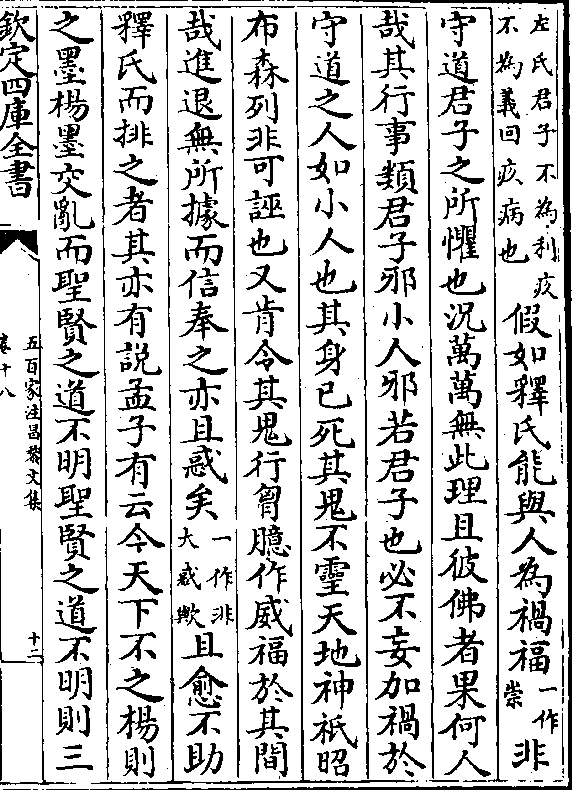 左氏君子不為利疚
不為義回疚病也
假如釋氏能與人為禍福一作祟非
守道君子之所懼也況萬萬無此理且彼佛者果何人
哉其行事類君子邪小人邪若君子也必不妄加禍於
守道之人如小人也其身已死其鬼不靈天地神祇昭
布森列非可誣也又肯令其鬼行胷臆作威福於其間
哉進退無所據而信奉之亦且惑矣一作非大惑歟且愈不助
釋氏而排之者其亦有説孟子有云今天下不之楊則
之墨楊墨交亂而聖賢之道不明聖賢之道不明則三
欽定四庫全書
五百家注昌黎文集
卷十八
十二